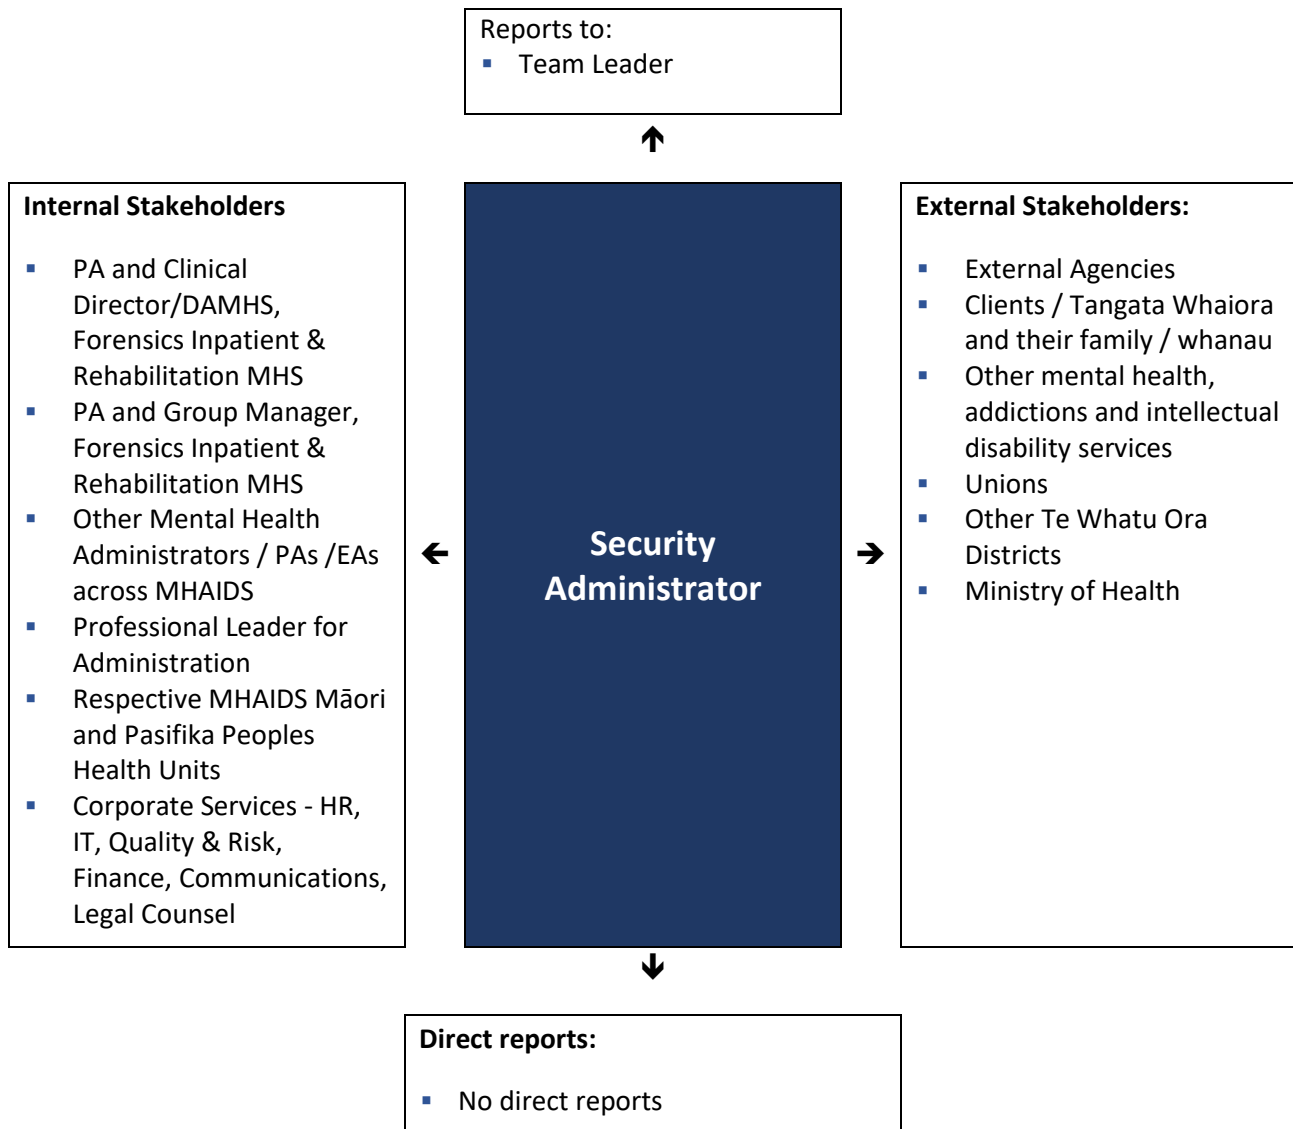 Reports to:
▪ Team Leader
🡩
Internal Stakeholders
▪ PA and Clinical
Director/DAMHS,
Forensics Inpatient &
Rehabilitation MHS
▪ PA and Group Manager,
Forensics Inpatient &
Rehabilitation MHS
▪ Other Mental Health
Administrators / PAs /EAs
across MHAIDS
▪ Professional Leader for
Administration
▪ Respective MHAIDS Māori
and Pasifika Peoples
Health Units
▪ Corporate Services - HR,
IT, Quality & Risk,
Finance, Communications,
Legal Counsel
🡨
Security
Administrator
🡪
External Stakeholders:
▪ External Agencies
▪ Clients / Tangata Whaiora
and their family / whanau
▪ Other mental health,
addictions and intellectual
disability services
▪ Unions
▪ Other Te Whatu Ora
Districts
▪ Ministry of Health
🡫
Direct reports:
▪ No direct reports